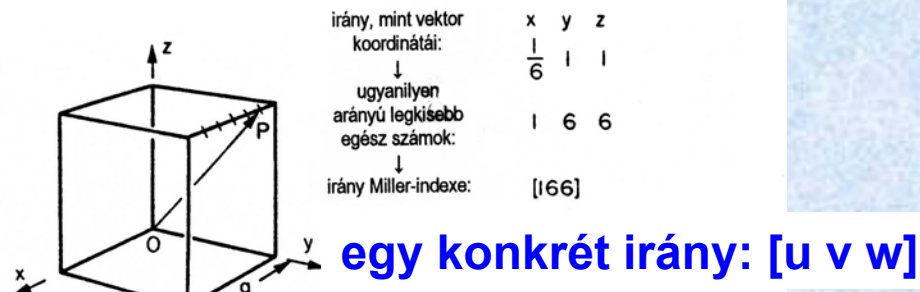 irány, mint vektor x y z
koordinátái: 1/6 1 1
↓
ugyanilyen
arányú legkisebb 1 6 6
egész számok:
↓
irány Miller-indexe: [166]
z
P
O
y
x
a
egy konkrét irány: [u v w]